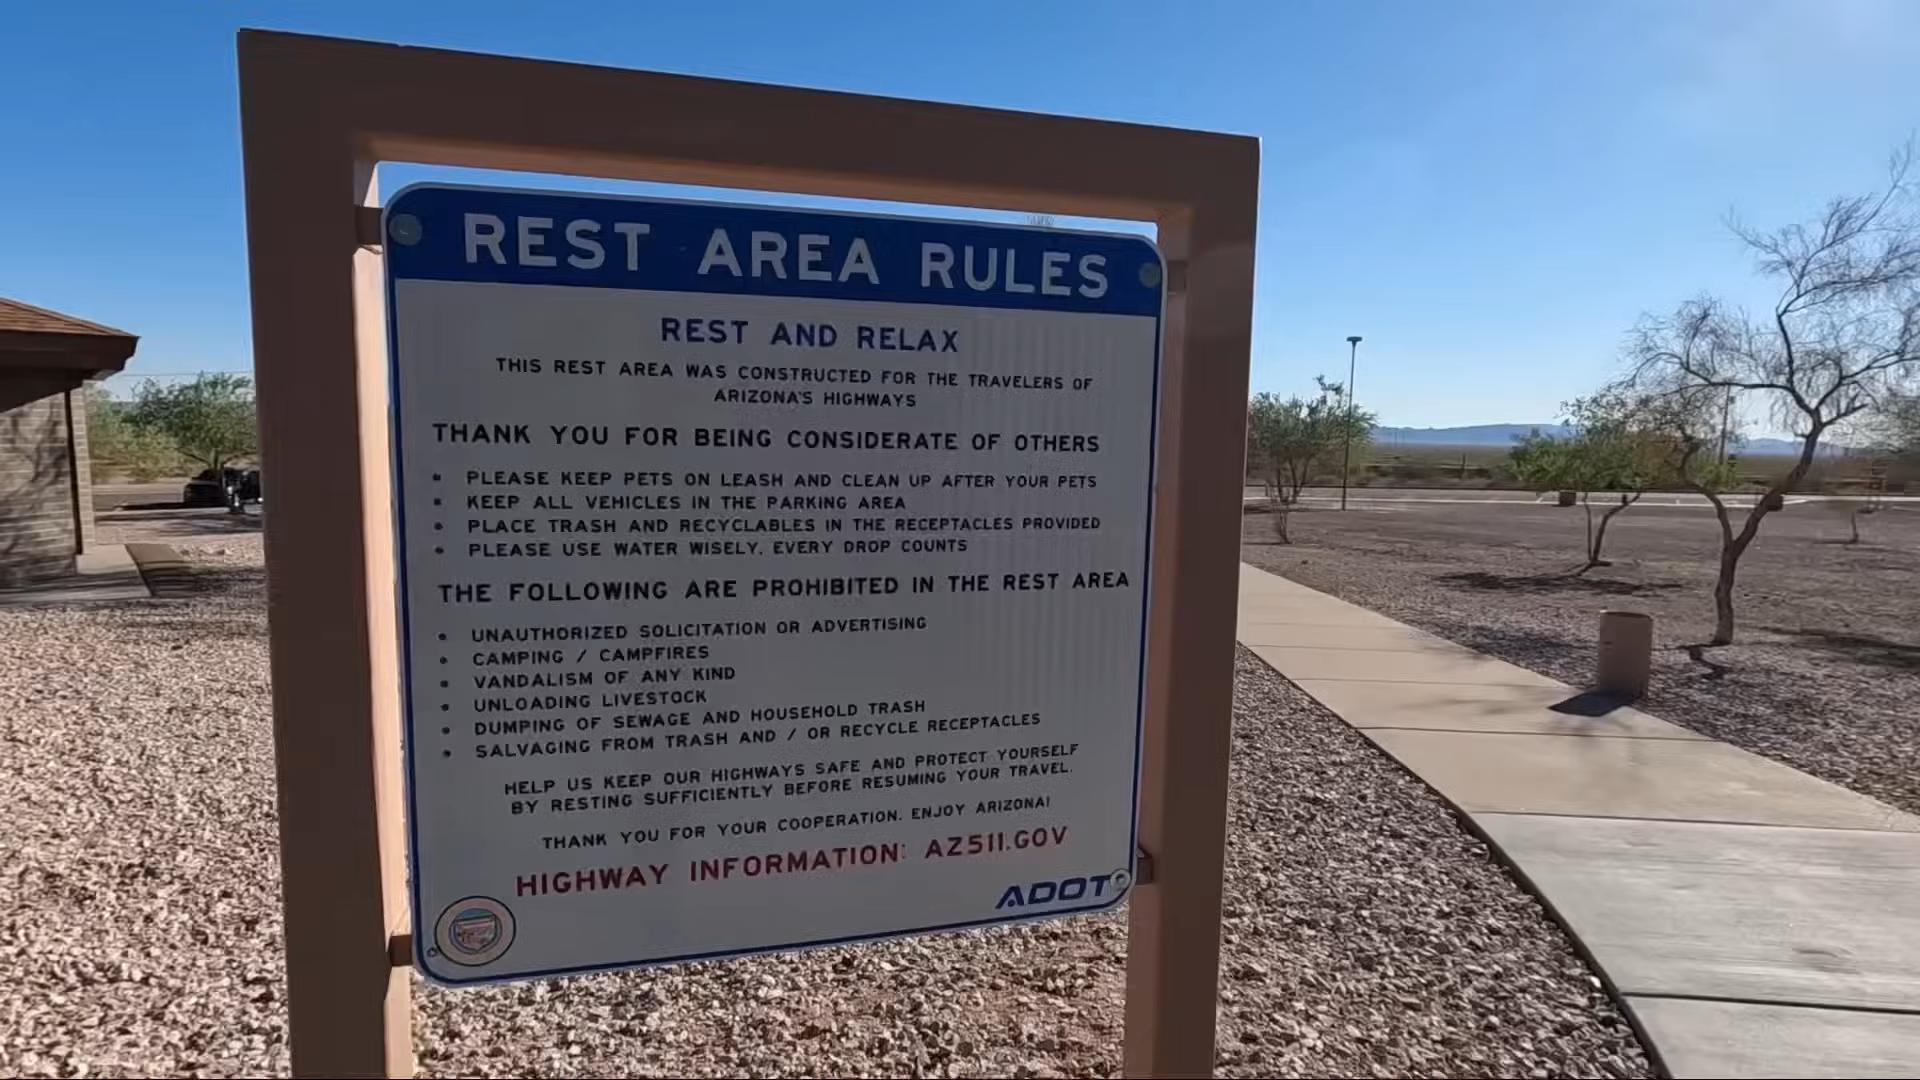 REST AREA RULES
REST AND RELAX
THIS REST AREA WAS CONSTRUCTED FOR THE TRAVELERS OF
ARIZONA'S HIGHWAYS
THANK YOU FOR BEING CONSIDERATE OF OTHERS
• PLEASE KEEP PETS ON LEASH AND CLEAN UP AFTER YOUR PETS
• KEEP ALL VEHICLES IN THE PARKING AREA
• PLACE TRASH AND RECYCLABLES IN THE RECEPTACLES PROVIDED
• PLEASE USE WATER WISELY. EVERY DROP COUNTS
THE FOLLOWING ARE PROHIBITED IN THE REST AREA
• UNAUTHORIZED SOLICITATION OR ADVERTISING
• CAMPING / CAMPFIRES
• VANDALISM OF ANY KIND
• UNLOADING LIVESTOCK
• DUMPING OF SEWAGE AND HOUSEHOLD TRASH
• SALVAGING FROM TRASH AND / OR RECYCLE RECEPTACLES
HELP US KEEP OUR HIGHWAYS SAFE AND PROTECT YOURSELF
BY RESTING SUFFICIENTLY BEFORE RESUMING YOUR TRAVEL.
THANK YOU FOR YOUR COOPERATION. ENJOY ARIZONA!
HIGHWAY INFORMATION: AZ511.GOV
ADOT